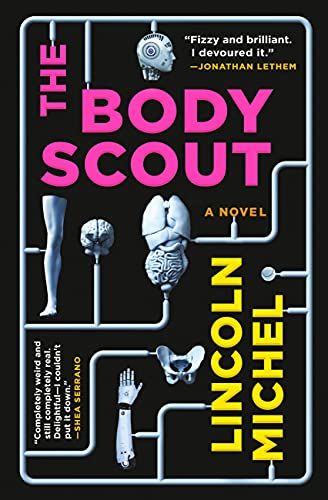 “Fizzy and brilliant.
I devoured it.”
—JONATHAN LETHEM
THE
BODY
SCOUT
A NOVEL
LINCOLN
MICHEL
“Completely weird and
still completely real.
Delightful—I couldn’t
put it down.”
—SHEA SERRANO